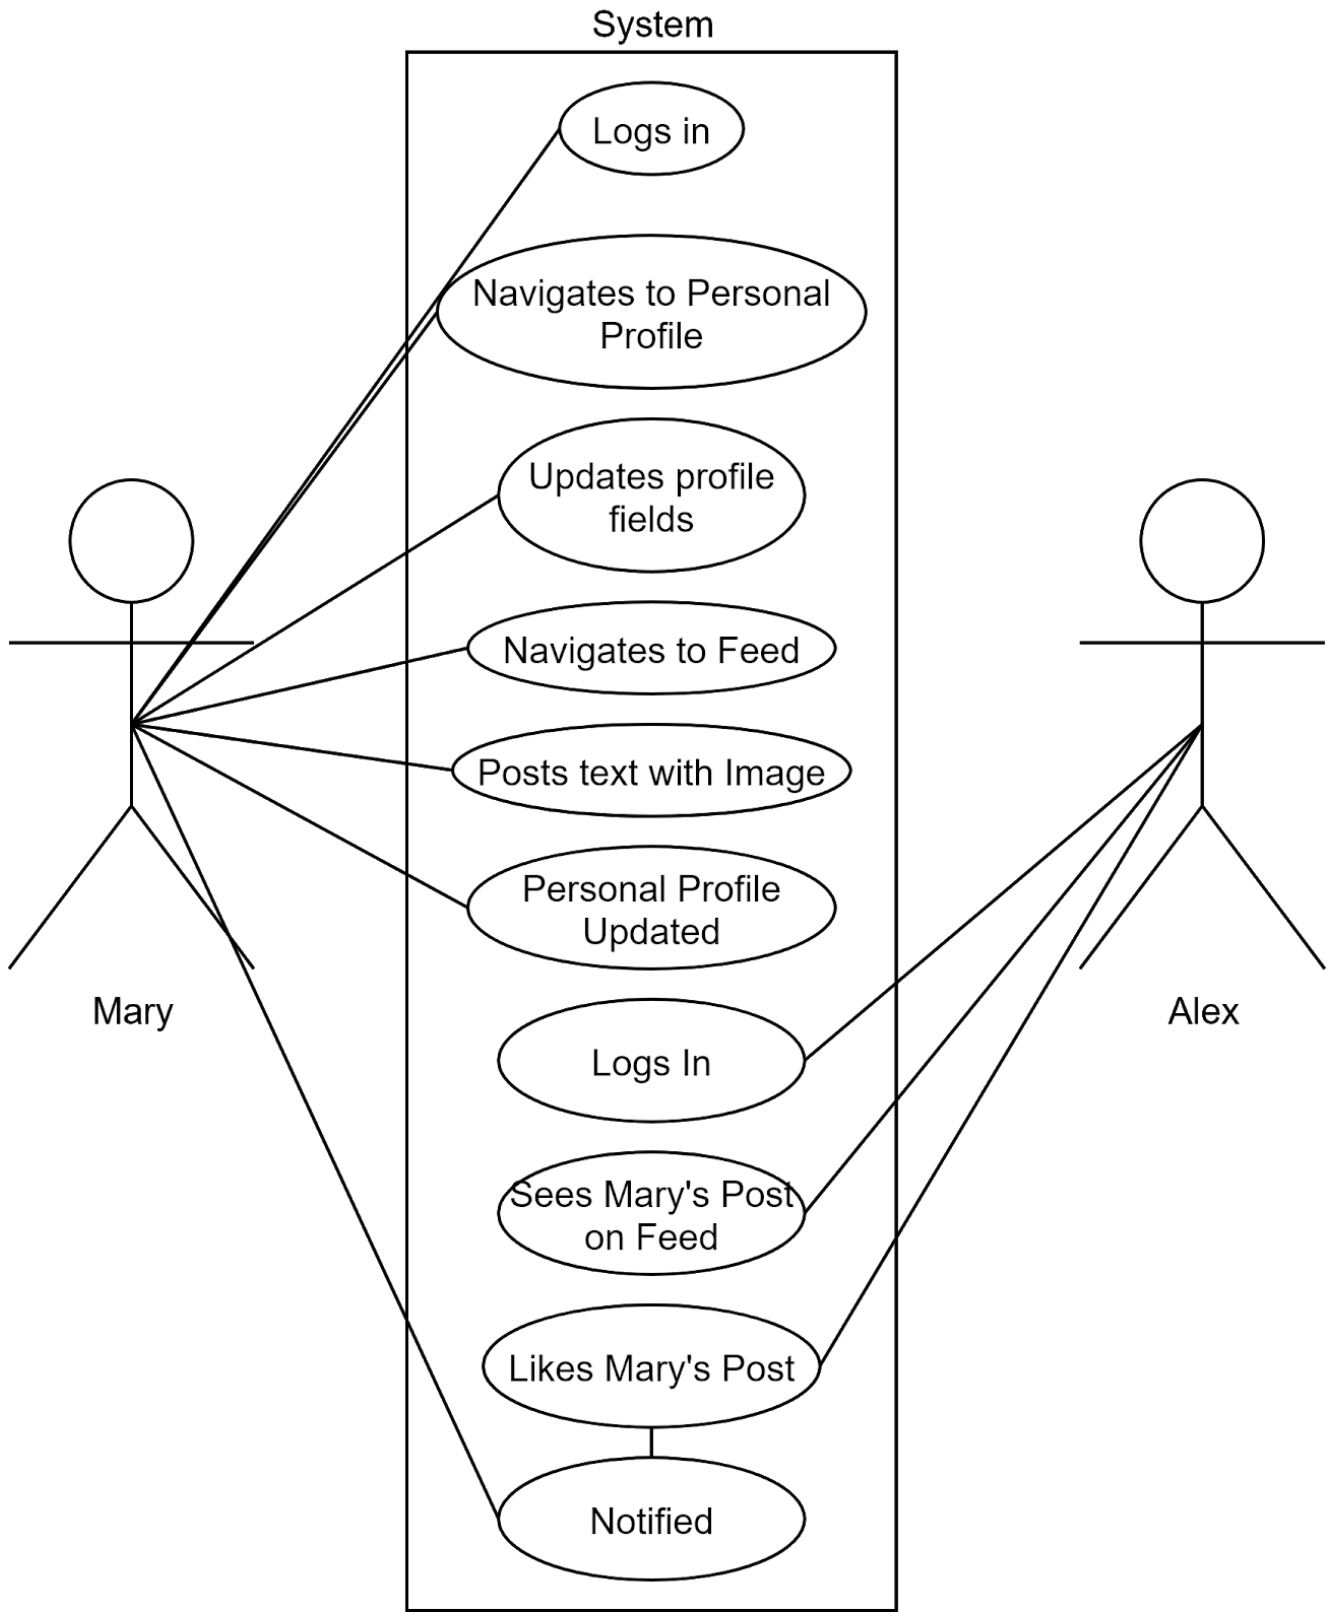 System
Logs in
Navigates to Personal
Profile
Updates profile
fields
Navigates to Feed
Posts text with Image
Personal Profile
Updated
Mary
Alex
Logs In
Sees Mary's Post
on Feed
Likes Mary's Post
Notified